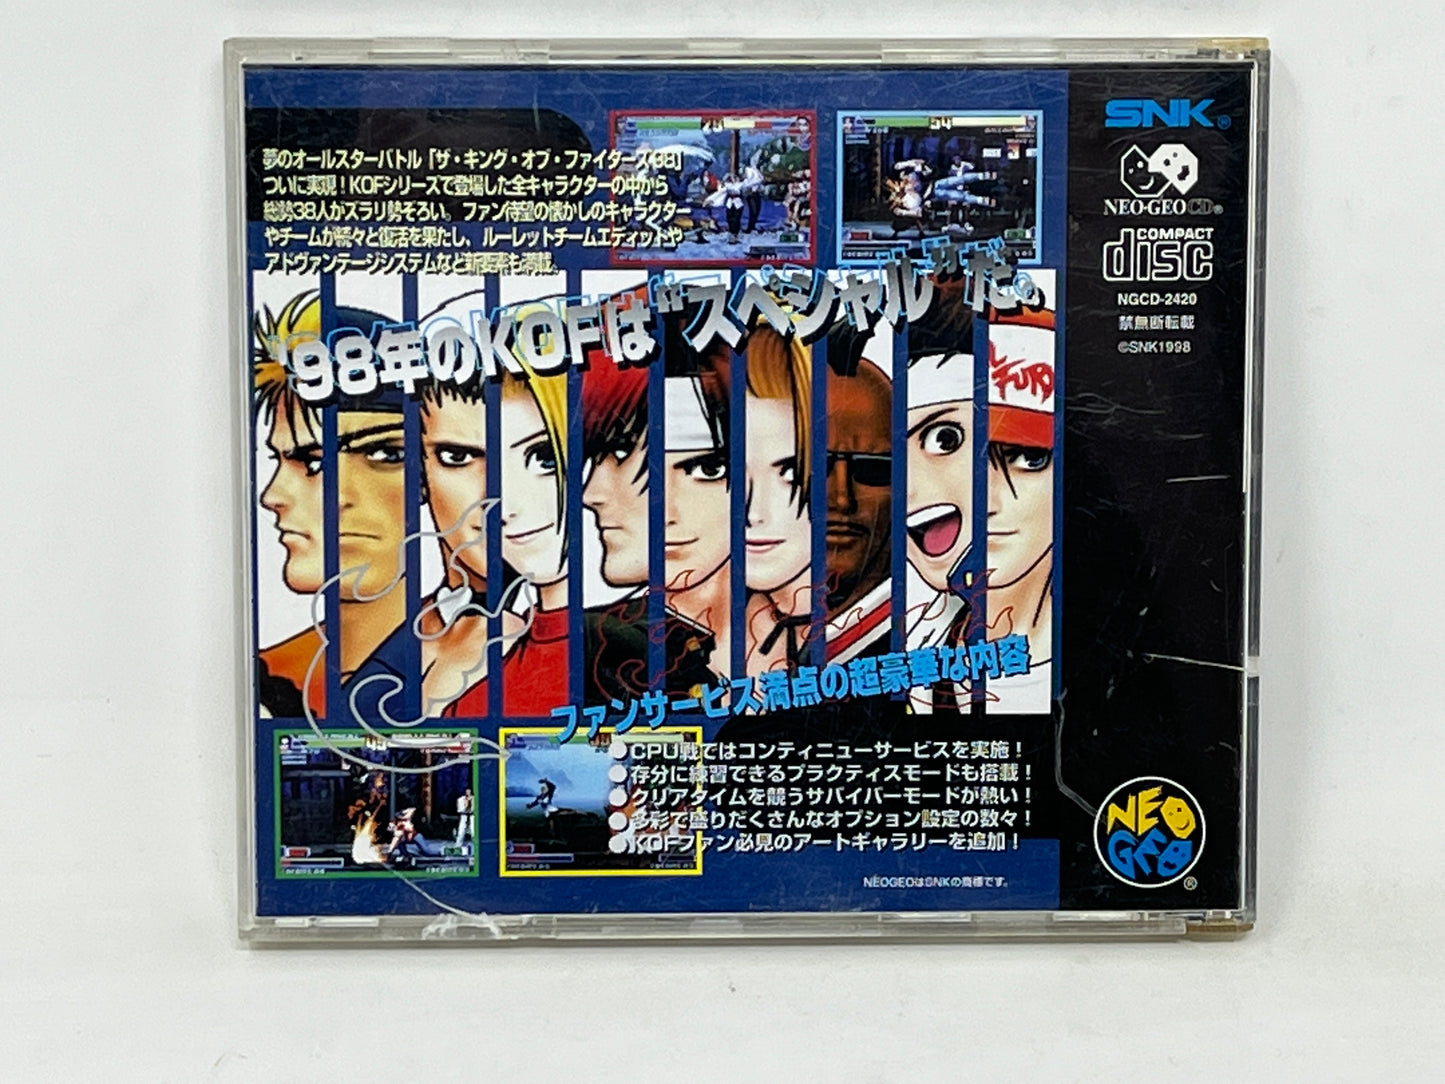 夢のオールスターバトル「ザ・キング・オブ・ファイターズ'98」
ついに実現！KOFシリーズで登場した全キャラクターの中から
総勢38人がズラリ勢ぞろい。ファン待望の懐かしのキャラクター
やチームが続々と復活を果たし、ルーレットチームエディットや
アドヴァンテージシステムなど新要素も満載。
'98年のKOFは“スペシャル”だ。
ファンサービス満点の超豪華な内容
●CPU戦ではコンティニューサービスを実施！
●存分に練習できるプラクティスモードも搭載！
●クリアタイムを競うサバイバーモードが熱い！
●多彩で盛りだくさんなオプション設定の数々！
●KOFファン必見のアートギャラリーを追加！
NEOGEOはSNKの商標です。
SNK®
NEO·GEO CD®
COMPACT
disc
NGCD-2420
禁無断転載
©SNK1998
NEO
GEO
®
FURY
54